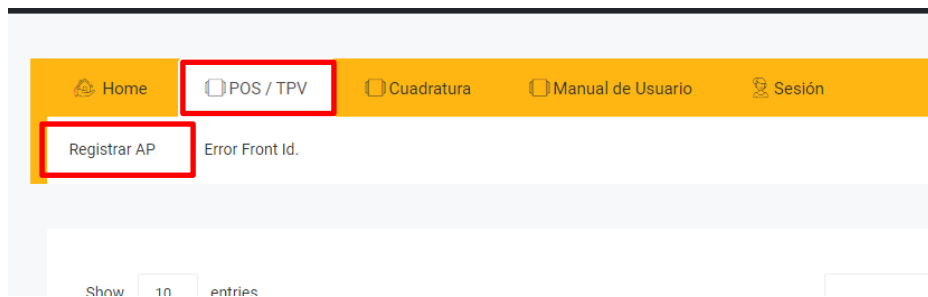 Home POS / TPV Cuadratura Manual de Usuario Sesión
Registrar AP Error Front Id.
Show 10 entries